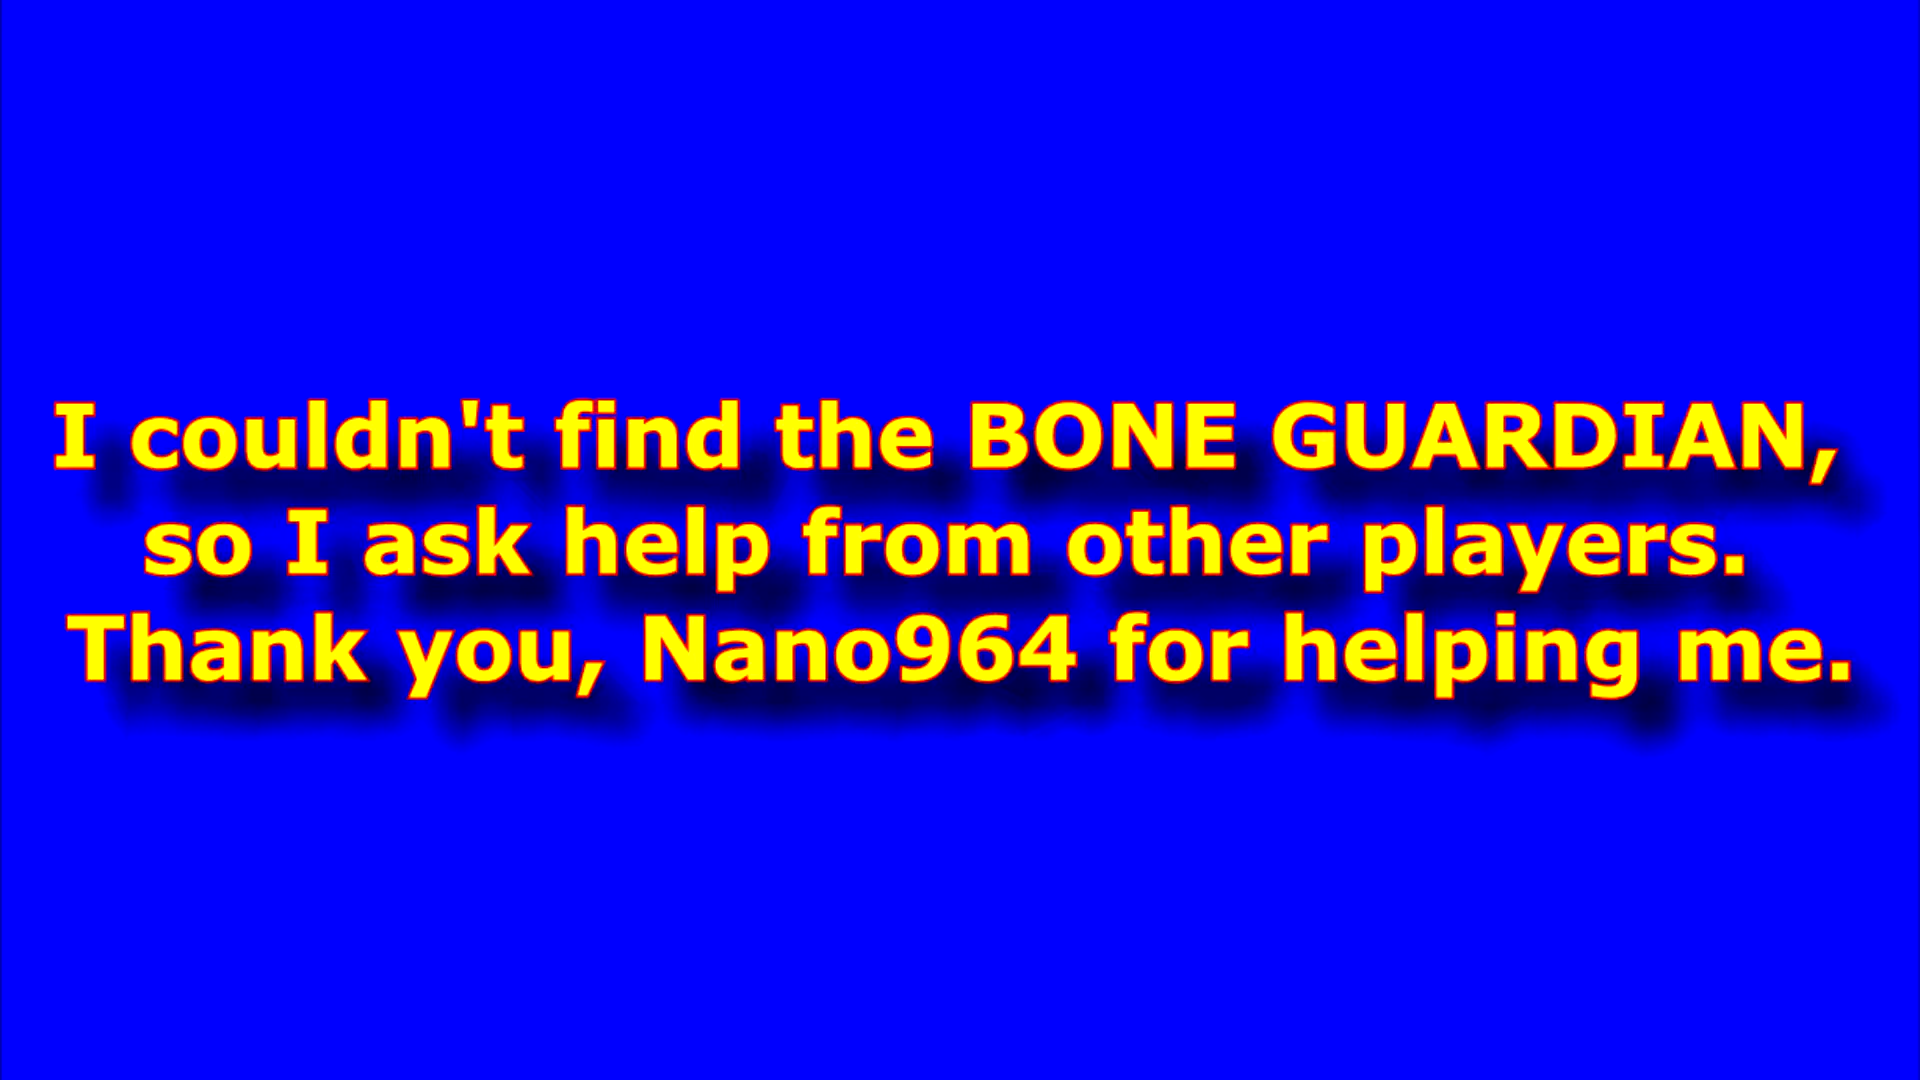 I couldn't find the BONE GUARDIAN,
so I ask help from other players.
Thank you, Nano964 for helping me.